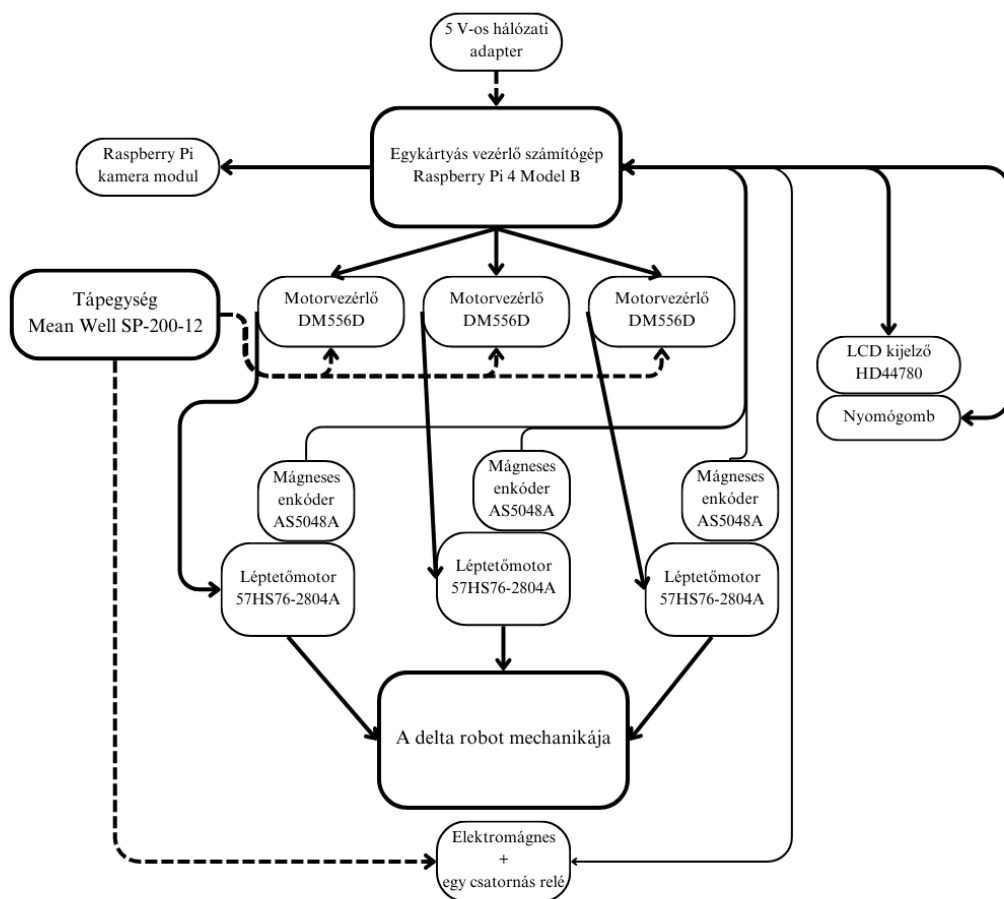 5 V-os hálózati
adapter
Egykártyás vezérlő számítógép
Raspberry Pi 4 Model B
Raspberry Pi
kamera modul
Tápegység
Mean Well SP-200-12
Motorvezérlő
DM556D
Motorvezérlő
DM556D
Motorvezérlő
DM556D
LCD kijelző
HD44780
Nyomógomb
Mágneses
enkóder
AS5048A
Mágneses
enkóder
AS5048A
Mágneses
enkóder
AS5048A
Léptetőmotor
57HS76-2804A
Léptetőmotor
57HS76-2804A
Léptetőmotor
57HS76-2804A
A delta robot mechanikája
Elektromágnes
+
egy csatornás relé